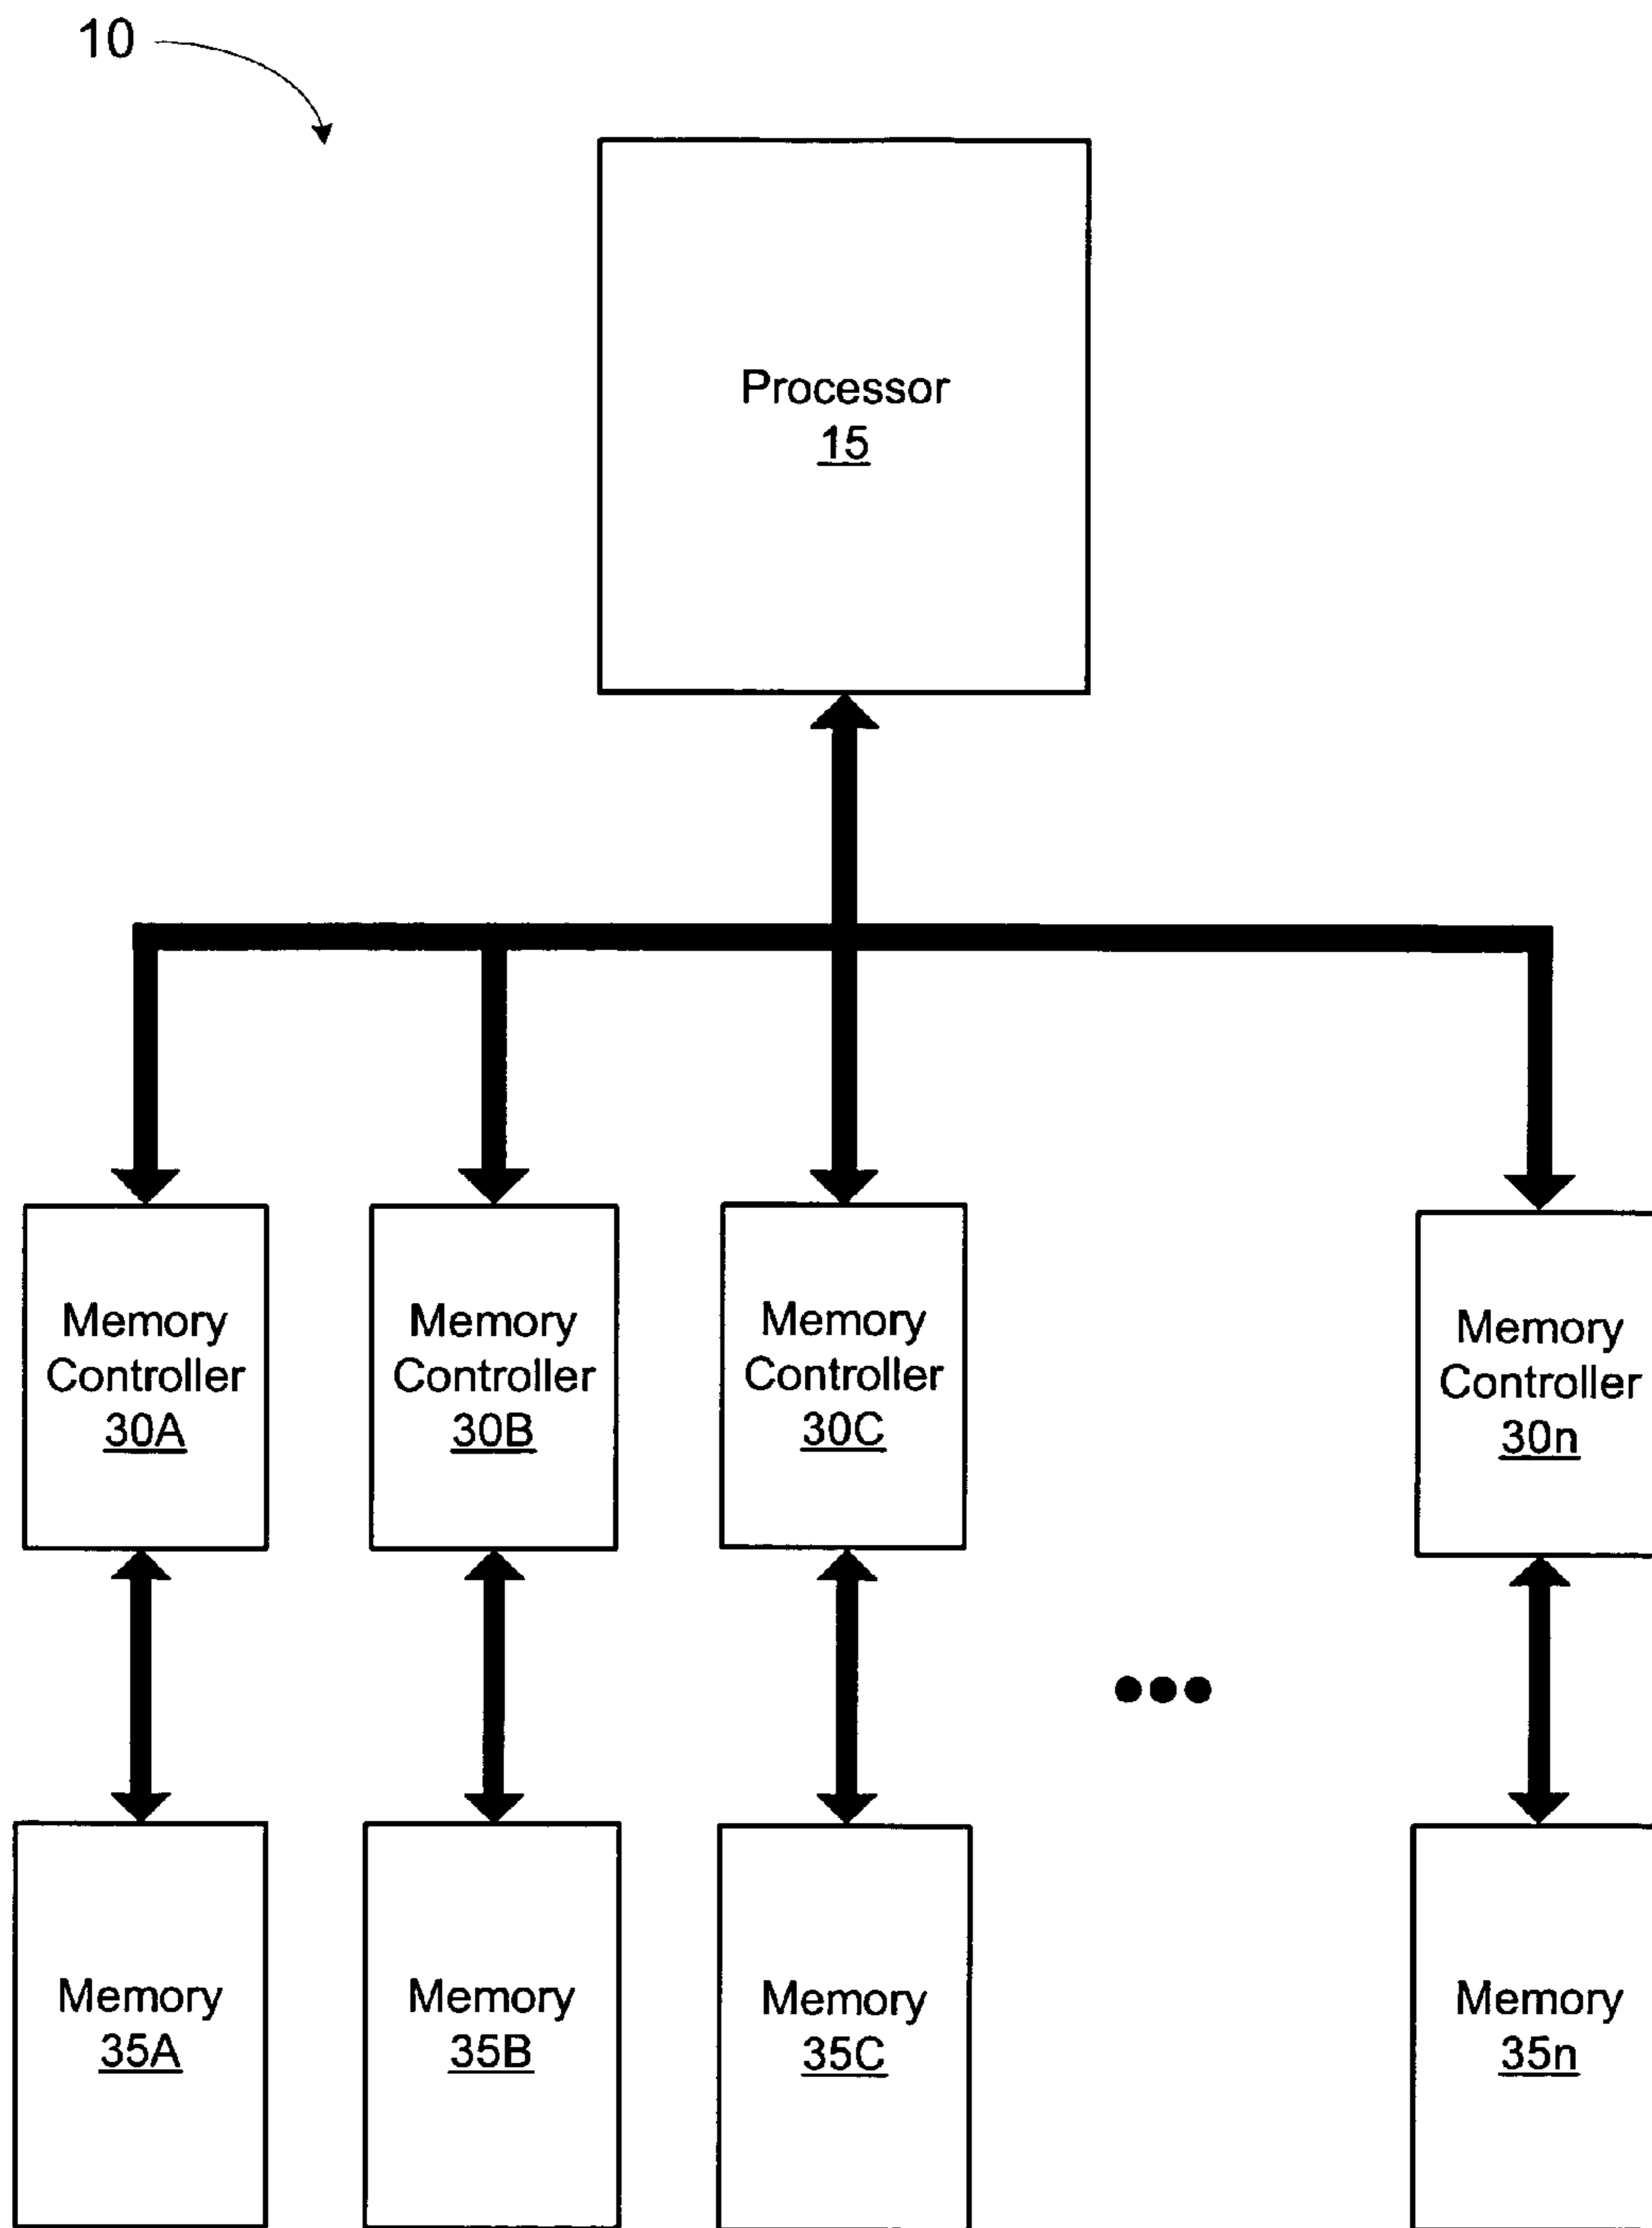 10
Processor
15
Memory
Controller
30A
Memory
Controller
30B
Memory
Controller
30C
Memory
Controller
30n
Memory
35A
Memory
35B
Memory
35C
Memory
35n